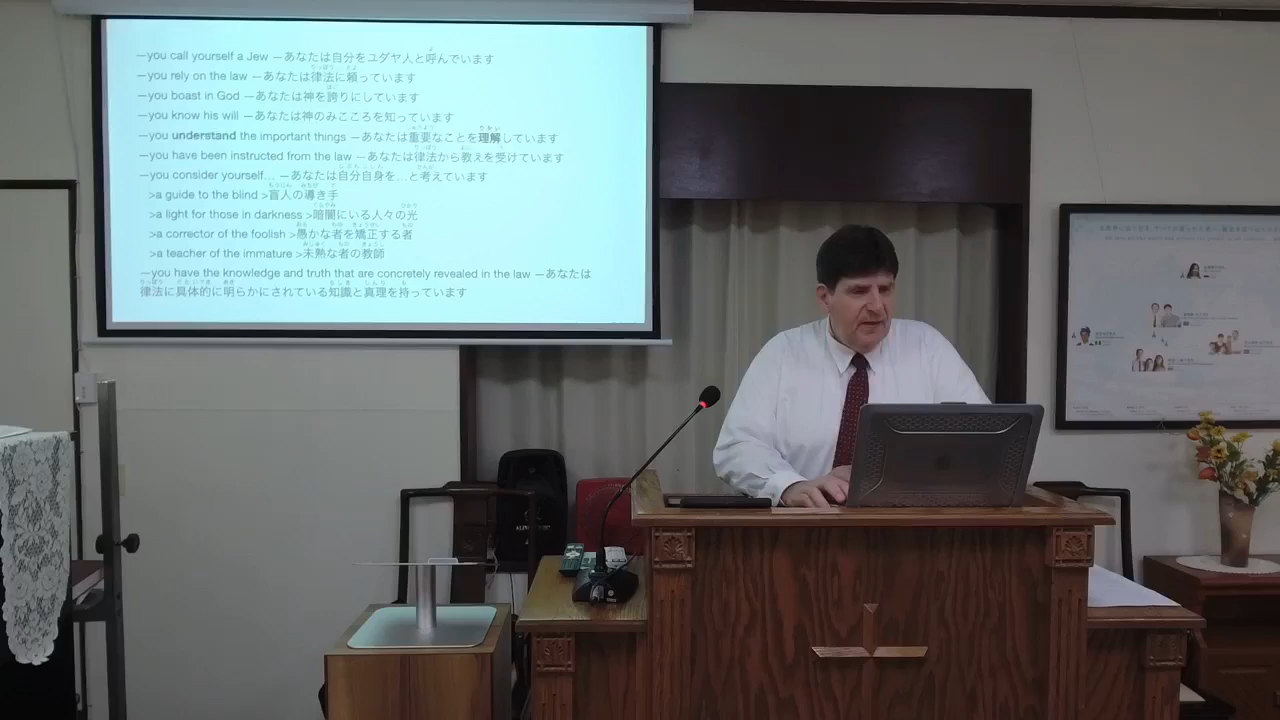 —you call yourself a Jew —あなたは自分をユダヤ人と呼んでいます
—you rely on the law —あなたは律法に頼っています
—you boast in God —あなたは神を誇りにしています
—you know his will —あなたは神のみこころを知っています
—you understand the important things —あなたは重要なことを理解しています
—you have been instructed from the law —あなたは律法から教えを受けています
—you consider yourself... —あなたは自分自身を…と考えています
>a guide to the blind >盲人の導き手
>a light for those in darkness >暗闇にいる人々の光
>a corrector of the foolish >愚かな者を矯正する者
>a teacher of the immature >未熟な者の教師
—you have the knowledge and truth that are concretely revealed in the law —あなたは
律法に具体的に明らかにされている知識と真理を持っています